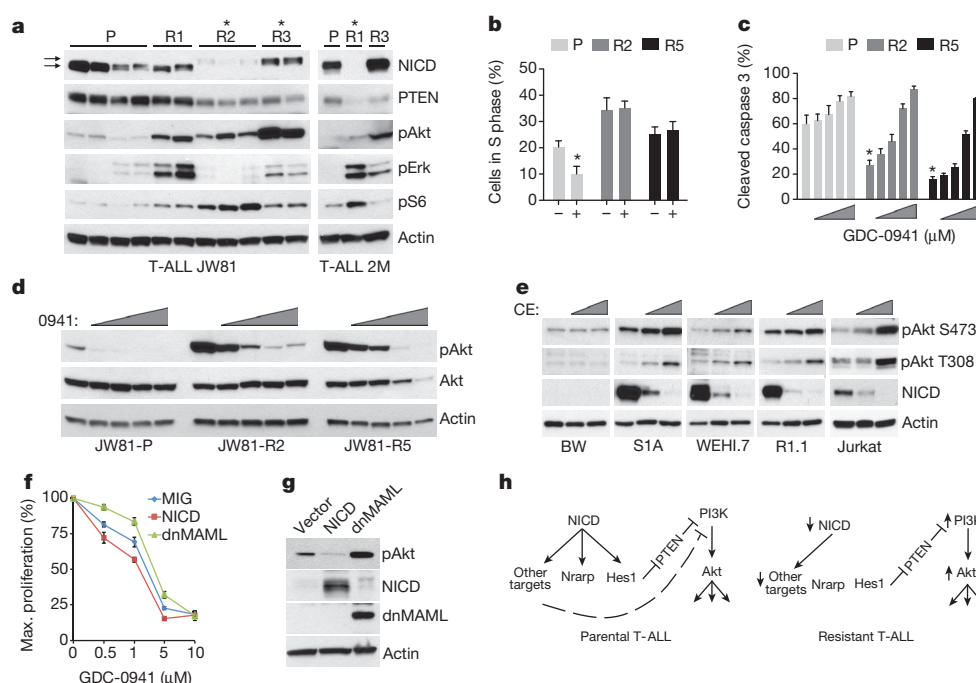 a
P R1 * R2 * R3 P * R1 R3
NICD
PTEN
pAkt
pErk
pS6
Actin
T-ALL JW81 T-ALL 2M
b
P R2 R5
Cells in S phase (%)
50
40
30
20
10
0
*
– + – + – +
c
P R2 R5
Cleaved caspase 3 (%)
100
80
60
40
20
0
* *
GDC-0941 (μM)
d
0941:
pAkt
Akt
Actin
JW81-P JW81-R2 JW81-R5
e
CE:
pAkt S473
pAkt T308
NICD
Actin
BW S1A WEHI.7 R1.1 Jurkat
f
Max. proliferation (%)
100
75
50
25
0
MIG
NICD
dnMAML
0 0.5 1 5 10
GDC-0941 (μM)
g
Vector NICD dnMAML
pAkt
NICD
dnMAML
Actin
h
NICD
Other targets Nrarp Hes1
PTEN
PI3K
Akt
Parental T-ALL
NICD
Other targets Nrarp Hes1
PTEN
PI3K
Akt
Resistant T-ALL